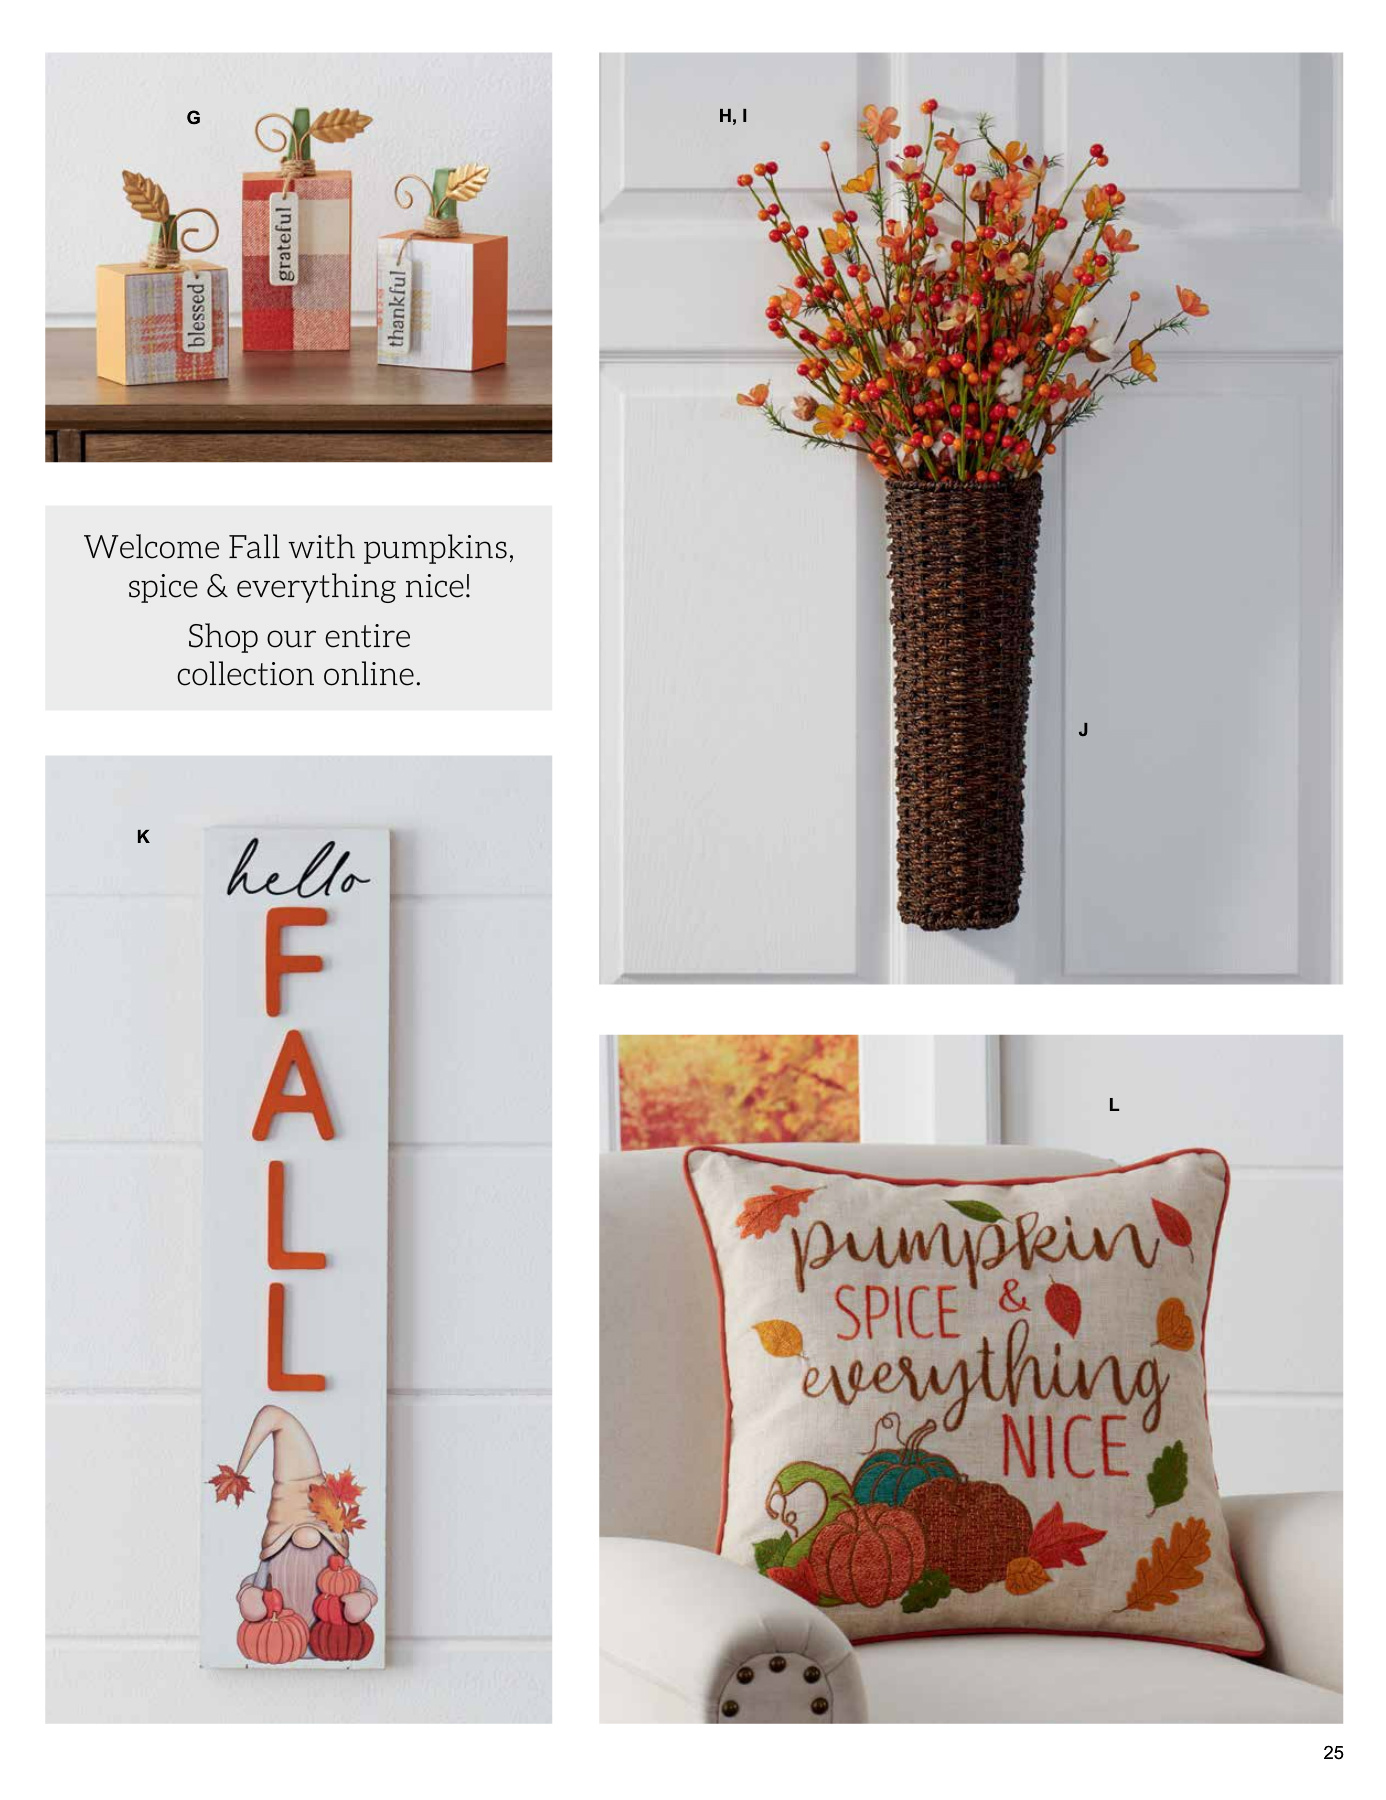 G
blessed
grateful
thankful
H, I
J
Welcome Fall with pumpkins,
spice & everything nice!
Shop our entire
collection online.
K
hello
F
A
L
L
L
pumpkin
SPICE &
everything
NICE
25